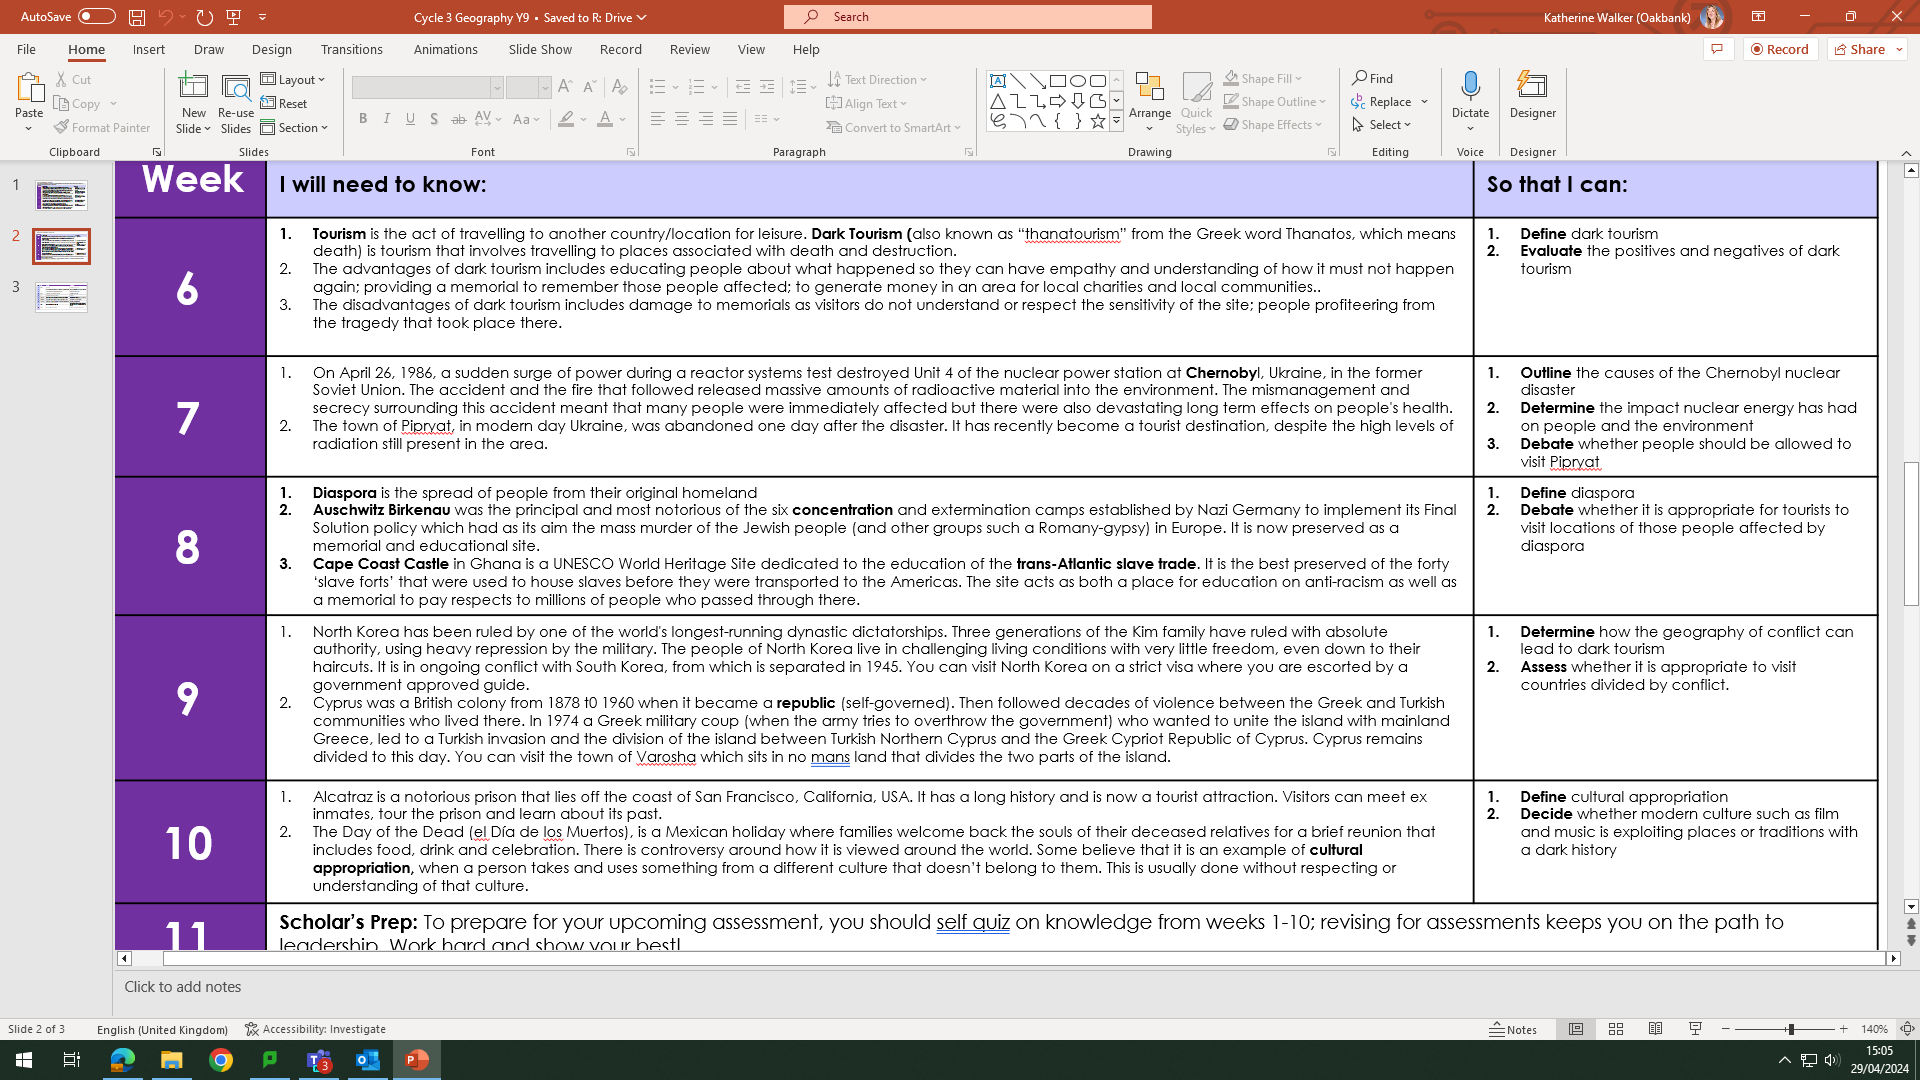 AutoSave Off Cycle 3 Geography Y9 • Saved to R: Drive Search Katherine Walker (Oakbank)
File Home Insert Draw Design Transitions Animations Slide Show Record Review View Help Record Share
Paste Cut Copy Format Painter
Clipboard
New Slide Re-use Slides Layout Reset Section
Slides
B I U S ab AV Aa A
Font
Text Direction Align Text Convert to SmartArt
Paragraph
Arrange Quick Styles Shape Fill Shape Outline Shape Effects
Drawing
Find Replace Select
Editing
Dictate
Voice
Designer
Designer
1
2
3
Week I will need to know: So that I can:
6
1. Tourism is the act of travelling to another country/location for leisure. Dark Tourism (also known as “thanatourism” from the Greek word Thanatos, which means
death) is tourism that involves travelling to places associated with death and destruction.
2. The advantages of dark tourism includes educating people about what happened so they can have empathy and understanding of how it must not happen
again; providing a memorial to remember those people affected; to generate money in an area for local charities and local communities..
3. The disadvantages of dark tourism includes damage to memorials as visitors do not understand or respect the sensitivity of the site; people profiteering from
the tragedy that took place there.
1. Define dark tourism
2. Evaluate the positives and negatives of dark
tourism
7
1. On April 26, 1986, a sudden surge of power during a reactor systems test destroyed Unit 4 of the nuclear power station at Chernobyl, Ukraine, in the former
Soviet Union. The accident and the fire that followed released massive amounts of radioactive material into the environment. The mismanagement and
secrecy surrounding this accident meant that many people were immediately affected but there were also devastating long term effects on people's health.
2. The town of Pipryat, in modern day Ukraine, was abandoned one day after the disaster. It has recently become a tourist destination, despite the high levels of
radiation still present in the area.
1. Outline the causes of the Chernobyl nuclear
disaster
2. Determine the impact nuclear energy has had
on people and the environment
3. Debate whether people should be allowed to
visit Pipryat
8
1. Diaspora is the spread of people from their original homeland
2. Auschwitz Birkenau was the principal and most notorious of the six concentration and extermination camps established by Nazi Germany to implement its Final
Solution policy which had as its aim the mass murder of the Jewish people (and other groups such a Romany-gypsy) in Europe. It is now preserved as a
memorial and educational site.
3. Cape Coast Castle in Ghana is a UNESCO World Heritage Site dedicated to the education of the trans-Atlantic slave trade. It is the best preserved of the forty
‘slave forts’ that were used to house slaves before they were transported to the Americas. The site acts as both a place for education on anti-racism as well as
a memorial to pay respects to millions of people who passed through there.
1. Define diaspora
2. Debate whether it is appropriate for tourists to
visit locations of those people affected by
diaspora
9
1. North Korea has been ruled by one of the world's longest-running dynastic dictatorships. Three generations of the Kim family have ruled with absolute
authority, using heavy repression by the military. The people of North Korea live in challenging living conditions with very little freedom, even down to their
haircuts. It is in ongoing conflict with South Korea, from which is separated in 1945. You can visit North Korea on a strict visa where you are escorted by a
government approved guide.
2. Cyprus was a British colony from 1878 t0 1960 when it became a republic (self-governed). Then followed decades of violence between the Greek and Turkish
communities who lived there. In 1974 a Greek military coup (when the army tries to overthrow the government) who wanted to unite the island with mainland
Greece, led to a Turkish invasion and the division of the island between Turkish Northern Cyprus and the Greek Cypriot Republic of Cyprus. Cyprus remains
divided to this day. You can visit the town of Varosha which sits in no mans land that divides the two parts of the island.
1. Determine how the geography of conflict can
lead to dark tourism
2. Assess whether it is appropriate to visit
countries divided by conflict.
10
1. Alcatraz is a notorious prison that lies off the coast of San Francisco, California, USA. It has a long history and is now a tourist attraction. Visitors can meet ex
inmates, tour the prison and learn about its past.
2. The Day of the Dead (el Día de los Muertos), is a Mexican holiday where families welcome back the souls of their deceased relatives for a brief reunion that
includes food, drink and celebration. There is controversy around how it is viewed around the world. Some believe that it is an example of cultural
appropriation, when a person takes and uses something from a different culture that doesn’t belong to them. This is usually done without respecting or
understanding of that culture.
1. Define cultural appropriation
2. Decide whether modern culture such as film
and music is exploiting places or traditions with
a dark history
11
Scholar’s Prep: To prepare for your upcoming assessment, you should self quiz on knowledge from weeks 1-10; revising for assessments keeps you on the path to
leadership. Work hard and show your best!
Click to add notes
Slide 2 of 3 English (United Kingdom) Accessibility: Investigate Notes 140%
3
15:05
29/04/2024